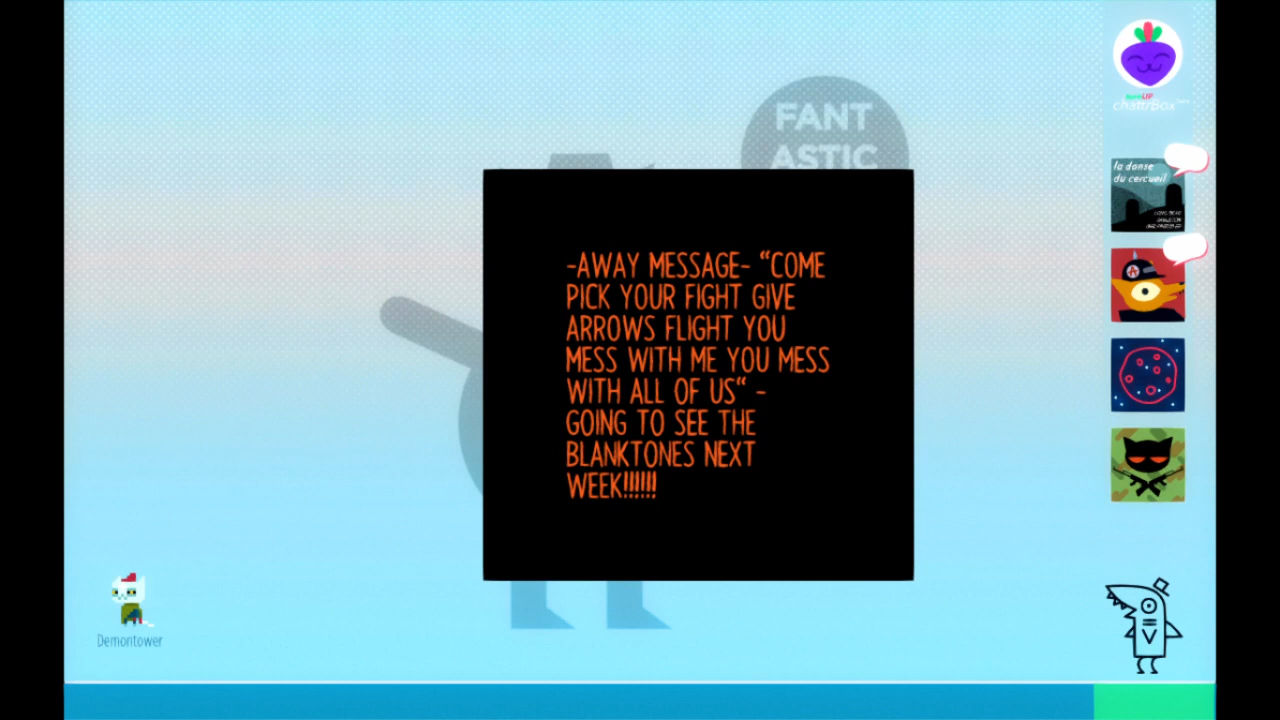 FANT
ASTIC
-AWAY MESSAGE- “COME
PICK YOUR FIGHT GIVE
ARROWS FLIGHT YOU
MESS WITH ME YOU MESS
WITH ALL OF US“ -
GOING TO SEE THE
BLANKTONES NEXT
WEEK!!!!!!
chattrBox
la danse
du cercueil
Demontower